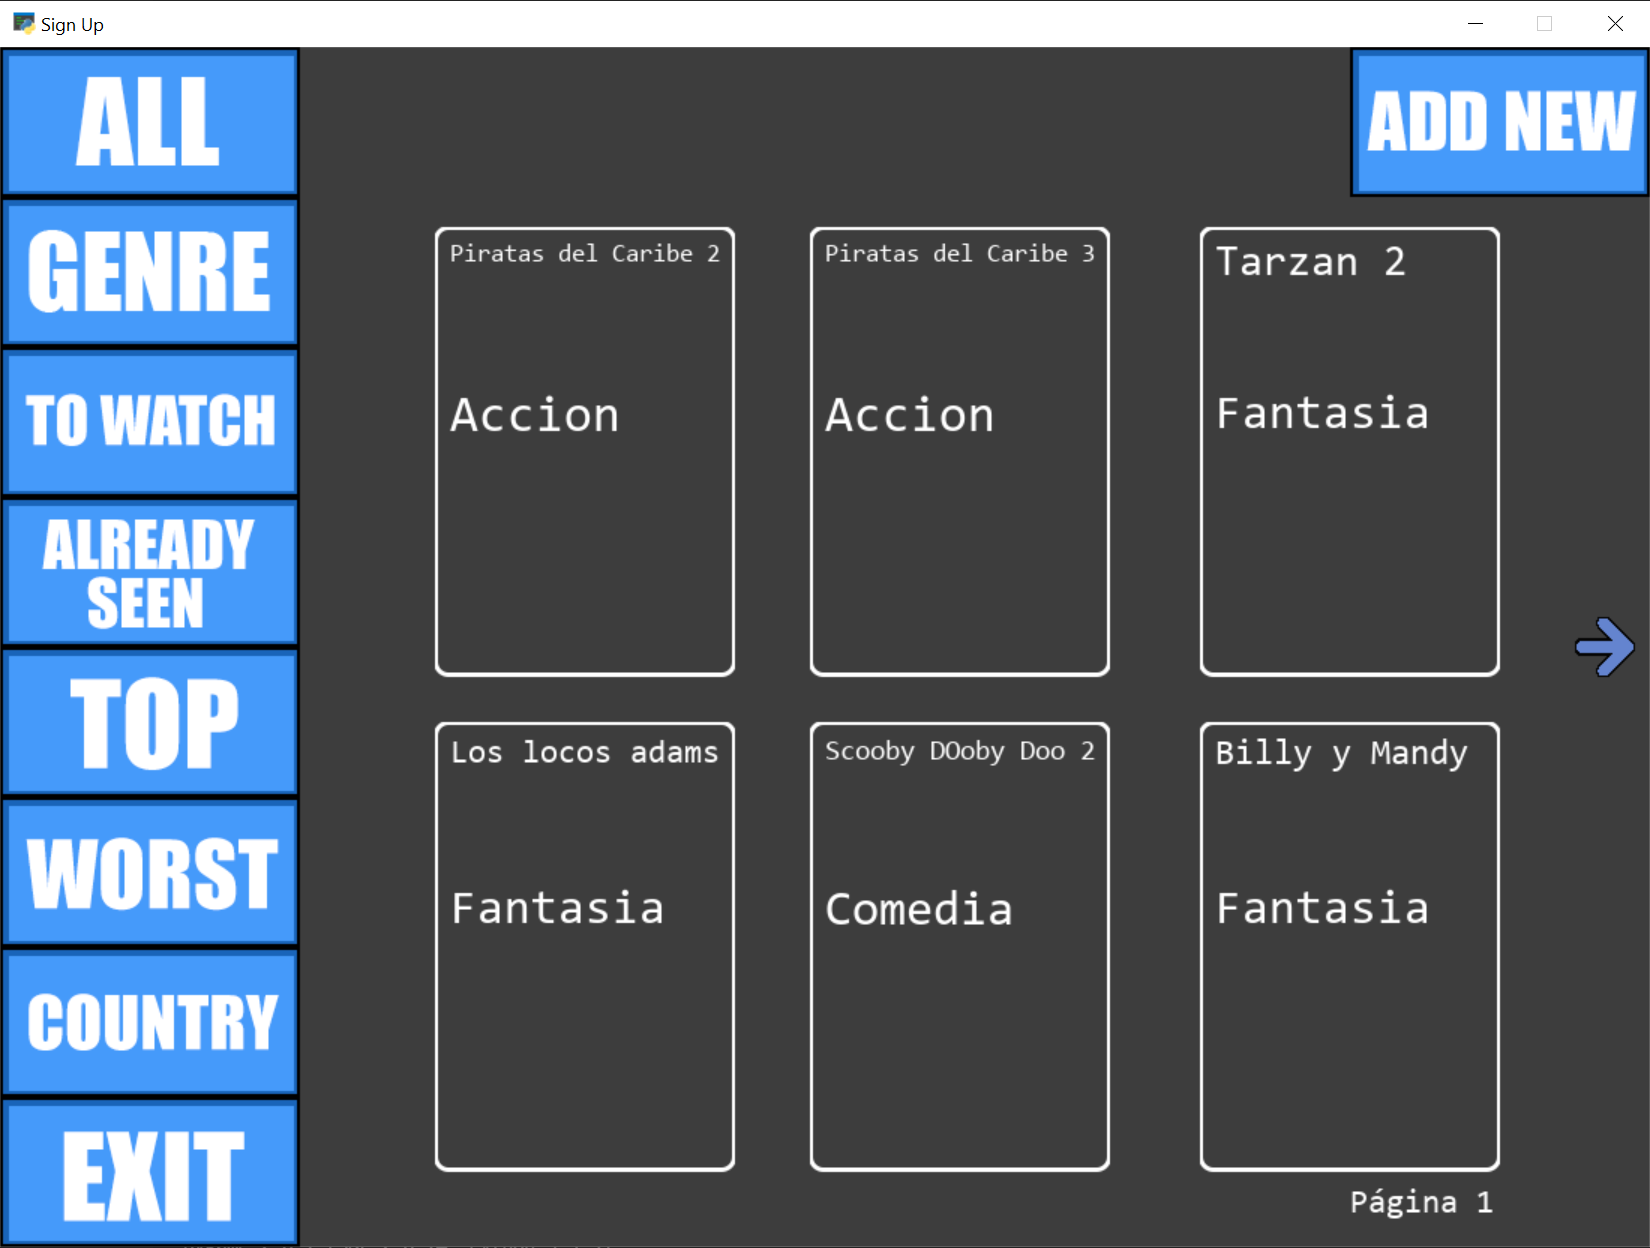 Sign Up
ALL
GENRE
TO WATCH
ALREADY
SEEN
TOP
WORST
COUNTRY
EXIT
ADD NEW
Piratas del Caribe 2
Accion
Piratas del Caribe 3
Accion
Tarzan 2
Fantasia
Los locos adams
Fantasia
Scooby DOoby Doo 2
Comedia
Billy y Mandy
Fantasia
Página 1